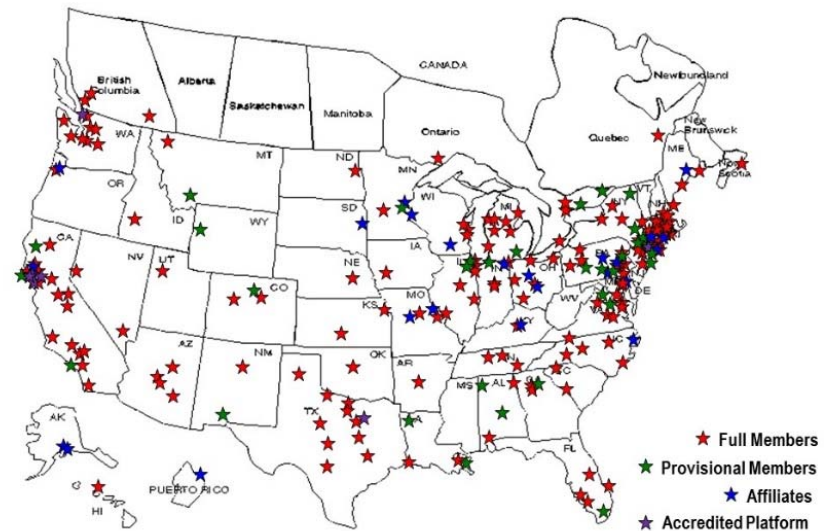 CANADA
British
Columbia
Alberta
Saskatchewan
Manitoba
Ontario
Quebec
Newfoundland
New
Brunswick
Nova
Scotia
WA
MT
ND
MN
ME
OR
ID
WY
SD
WI
MI
VT
NY
NH
CA
NV
UT
CO
NE
IA
IL
IN
OH
DE
WV
KS
MO
KY
VA
AZ
NM
OK
AR
TN
NC
SC
TX
LA
MS
AL
FL
AK
HI
PUERTO RICO
Full Members
Provisional Members
Affiliates
Accredited Platform